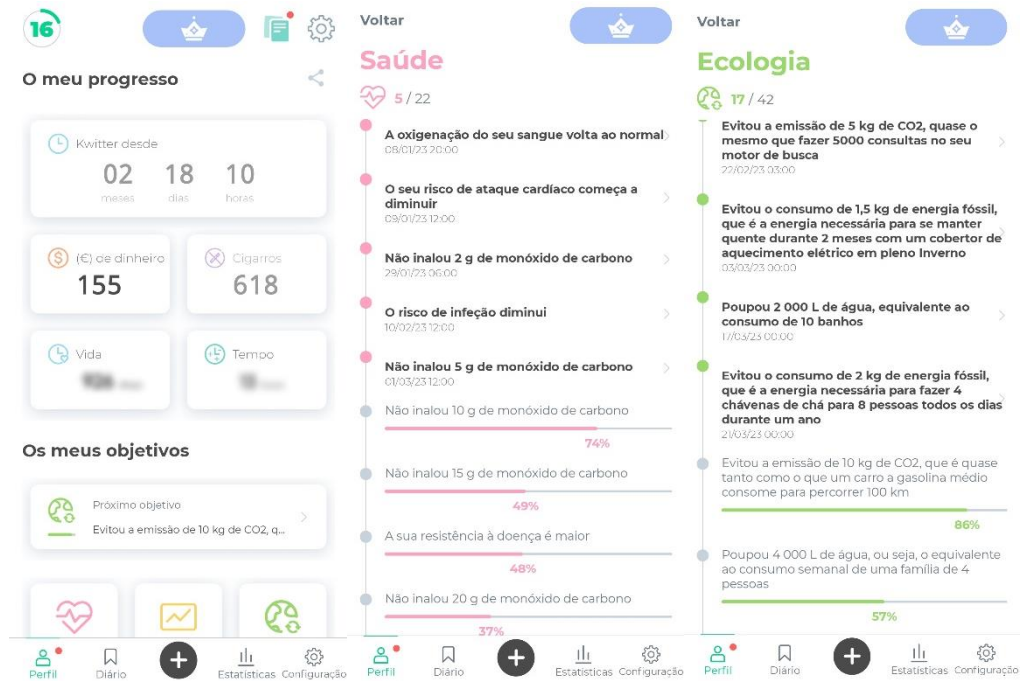 16
O meu progresso
Kwitter desde
02 18 10
meses dias horas
(€) de dinheiro
155
Cigarros
618
Vida
Tempo
Os meus objetivos
Próximo objetivo
Evitou a emissão de 10 kg de CO2, q...
Perfil
Diário
Estatísticas
Configuração
Voltar
Saúde
5 / 22
A oxigenação do seu sangue volta ao normal
08/01/23 20:00
O seu risco de ataque cardíaco começa a
diminuir
09/01/23 12:00
Não inalou 2 g de monóxido de carbono
29/01/23 06:00
O risco de infeção diminui
10/02/23 12:00
Não inalou 5 g de monóxido de carbono
01/03/23 12:00
Não inalou 10 g de monóxido de carbono
74%
Não inalou 15 g de monóxido de carbono
49%
A sua resistência à doença é maior
48%
Não inalou 20 g de monóxido de carbono
37%
Perfil
Diário
Estatísticas
Configuração
Voltar
Ecologia
17 / 42
Evitou a emissão de 5 kg de CO2, quase o
mesmo que fazer 5000 consultas no seu
motor de busca
22/02/23 03:00
Evitou o consumo de 1,5 kg de energia fóssil,
que é a energia necessária para se manter
quente durante 2 meses com um cobertor de
aquecimento elétrico em pleno Inverno
03/03/23 00:00
Poupou 2 000 L de água, equivalente ao
consumo de 10 banhos
17/03/23 00:00
Evitou o consumo de 2 kg de energia fóssil,
que é a energia necessária para fazer 4
chávenas de chá para 8 pessoas todos os dias
durante um ano
21/03/23 00:00
Evitou a emissão de 10 kg de CO2, que é quase
tanto como o que um carro a gasolina médio
consome para percorrer 100 km
86%
Poupou 4 000 L de água, ou seja, o equivalente
ao consumo semanal de uma família de 4
pessoas
57%
Perfil
Diário
Estatísticas
Configuração